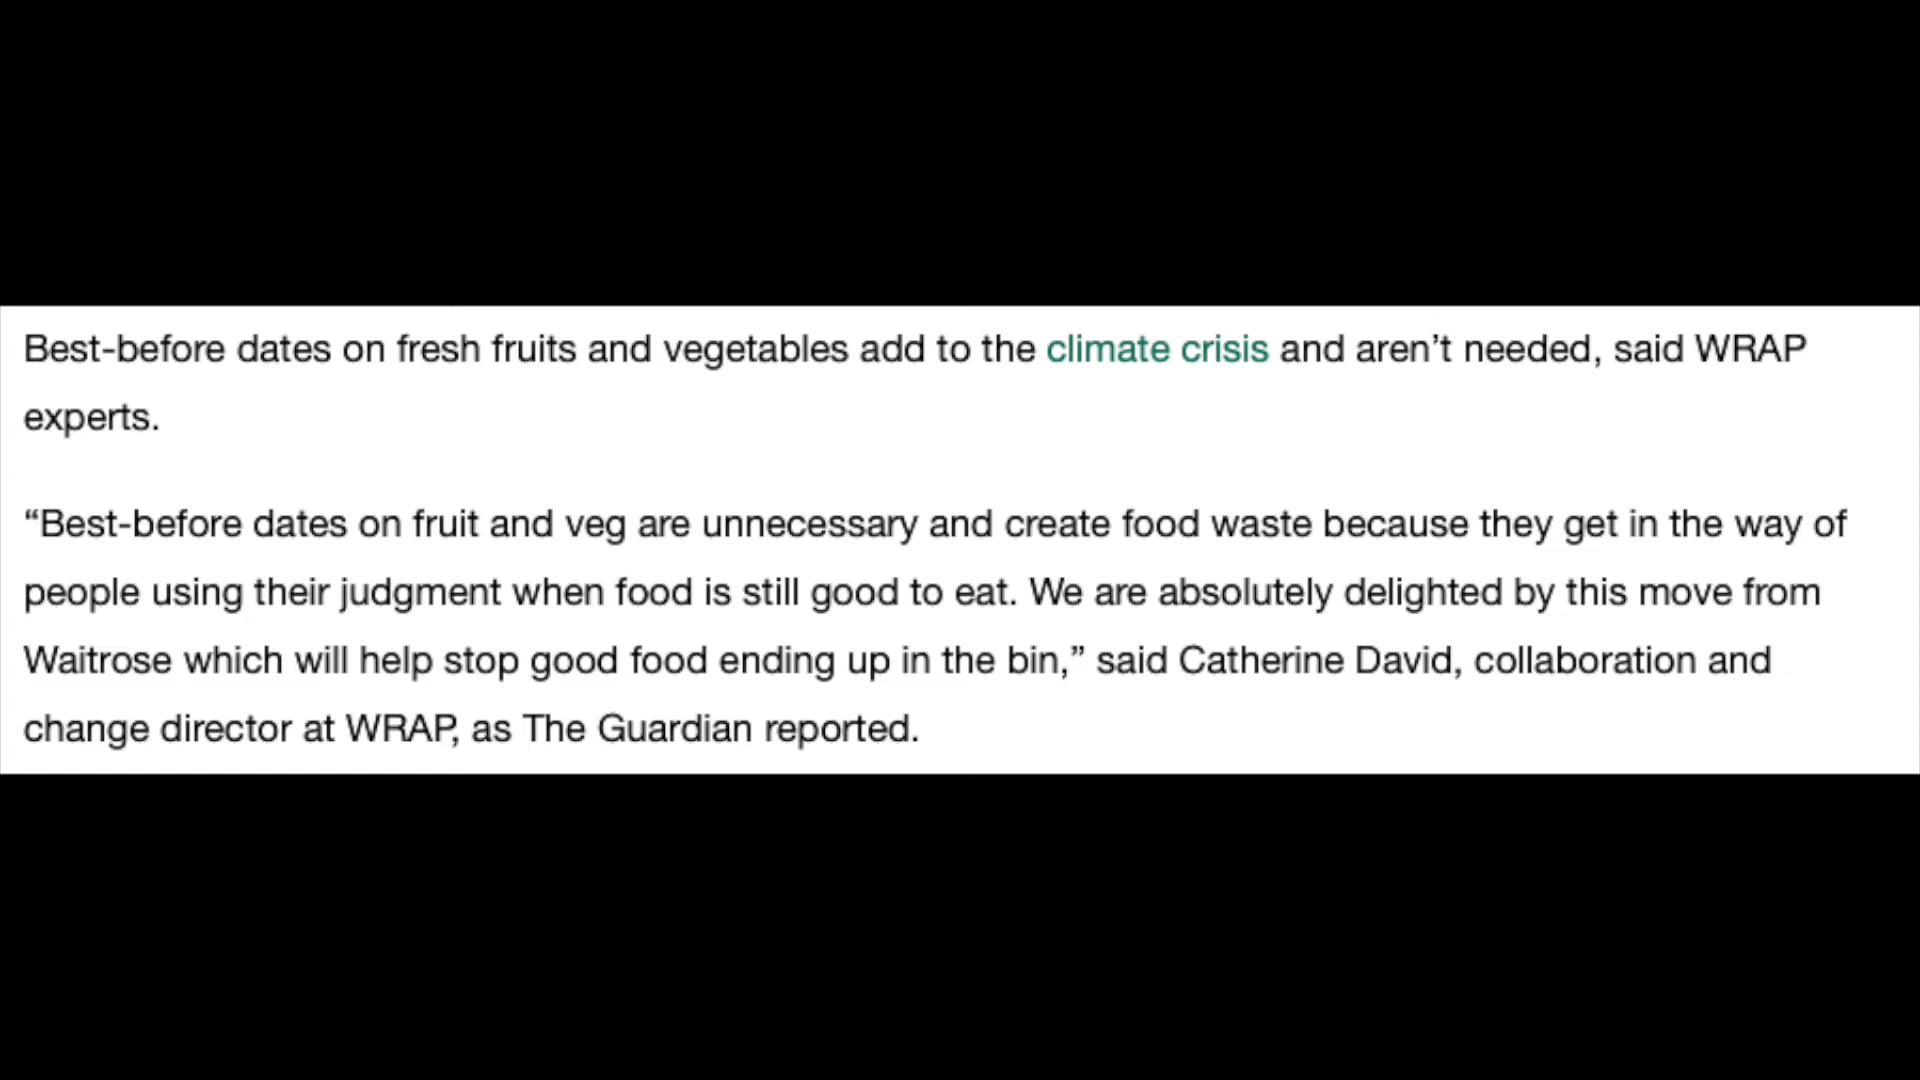 Best-before dates on fresh fruits and vegetables add to the climate crisis and aren’t needed, said WRAP
experts.
“Best-before dates on fruit and veg are unnecessary and create food waste because they get in the way of
people using their judgment when food is still good to eat. We are absolutely delighted by this move from
Waitrose which will help stop good food ending up in the bin,” said Catherine David, collaboration and
change director at WRAP, as The Guardian reported.